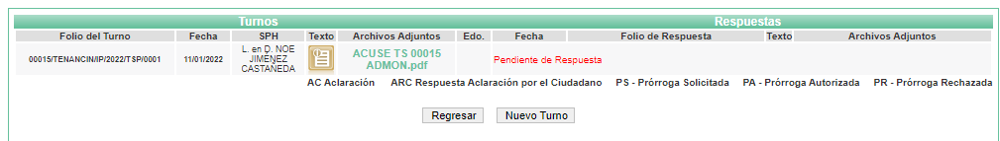 Turnos Respuestas
Folio del Turno Fecha SPH Texto Archivos Adjuntos Edo. Fecha Folio de Respuesta Texto Archivos Adjuntos
00015/TENANCIN/IP/2022/TSP/0001 11/01/2022 L. en D. NOE JIMÉNEZ CASTAÑEDA ACUSE TS 00015 ADMON.pdf Pendiente de Respuesta
AC Aclaración ARC Respuesta Aclaración por el Ciudadano PS - Prórroga Solicitada PA - Prórroga Autorizada PR - Prórroga Rechazada
Regresar Nuevo Turno